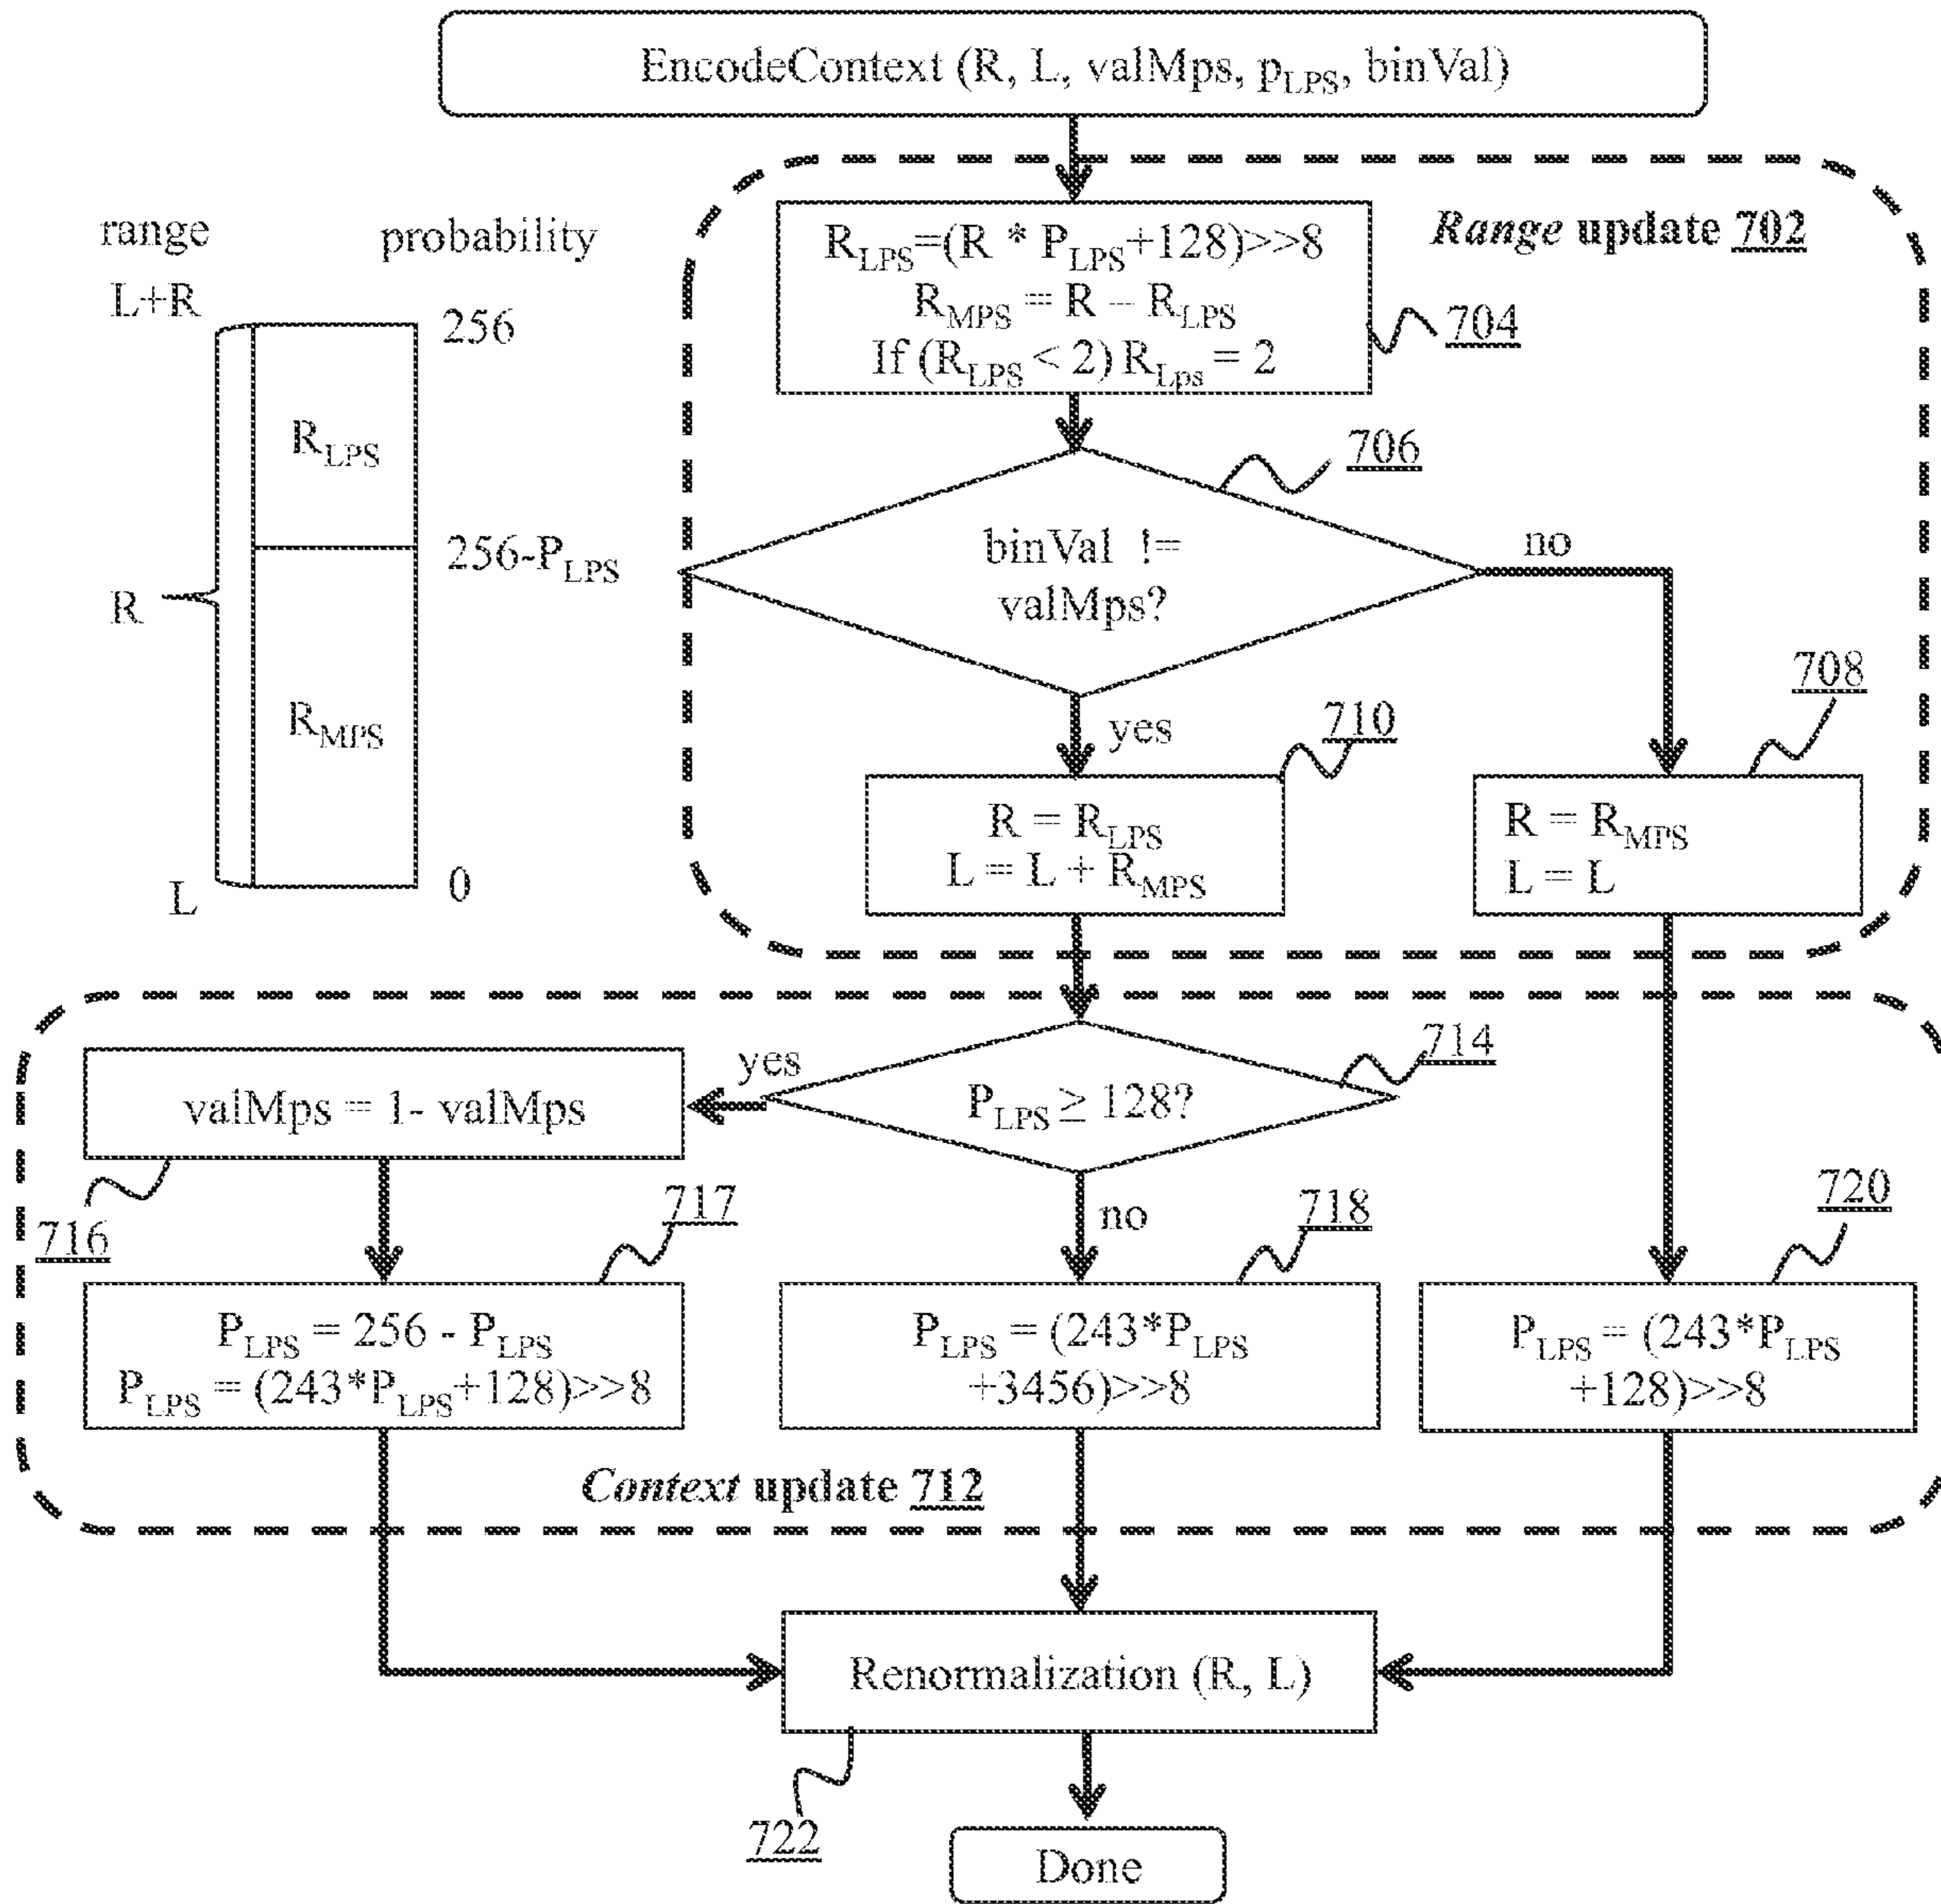 EncodeContext (R, L, valMps, pLPS, binVal)
range
probability
L+R
256
RLPS
256-PLPS
R
RMPS
L
0
Range update 702
RLPS=(R * PLPS+128)>>8
RMPS = R – RLPS
If (RLPS < 2) RLps = 2
704
706
binVal !=
valMps?
no
yes
708
710
R = RLPS
L = L + RMPS
R = RMPS
L = L
714
PLPS ≥ 128?
yes
valMps = 1- valMps
716
717
no
718
720
PLPS = 256 - PLPS
PLPS = (243*PLPS+128)>>8
PLPS = (243*PLPS
+3456)>>8
PLPS = (243*PLPS
+128)>>8
Context update 712
Renormalization (R, L)
722
Done